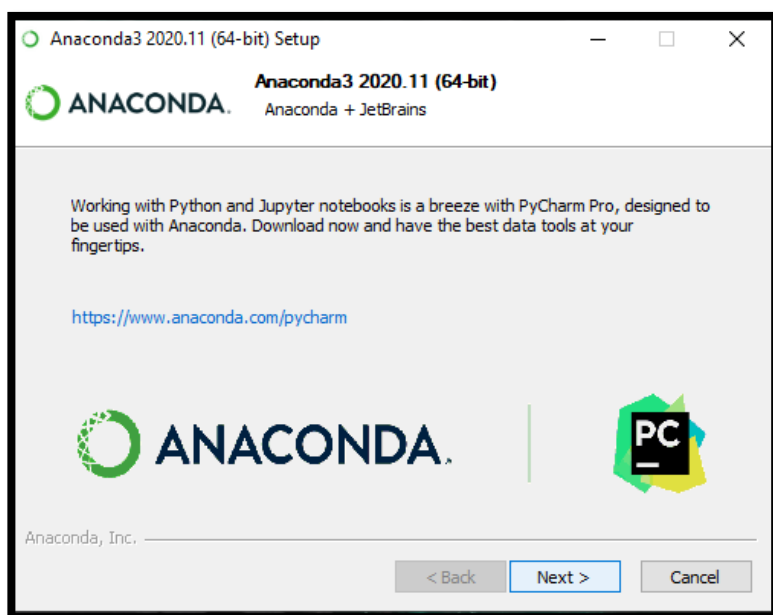 Anaconda3 2020.11 (64-bit) Setup
Anaconda3 2020.11 (64-bit)
ANACONDA.
Anaconda + JetBrains
Working with Python and Jupyter notebooks is a breeze with PyCharm Pro, designed to
be used with Anaconda. Download now and have the best data tools at your
fingertips.
https://www.anaconda.com/pycharm
ANACONDA.
PC
Anaconda, Inc.
< Back Next > Cancel